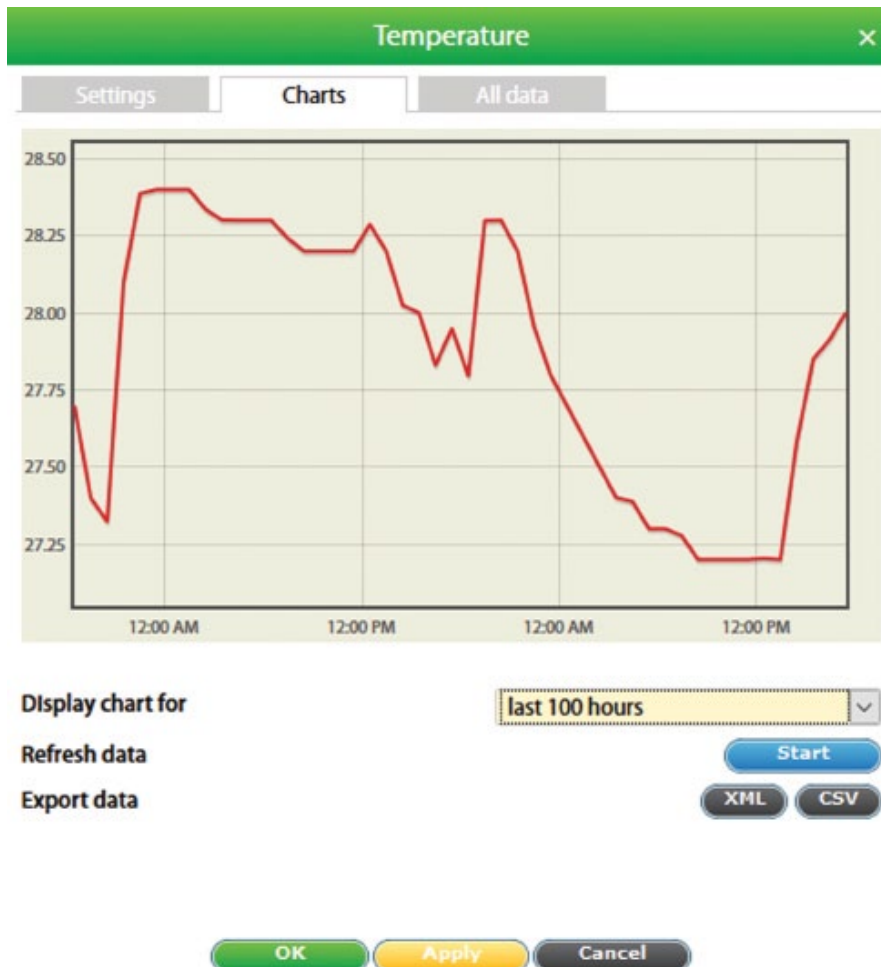 Temperature ×
Settings Charts All data
28.50
28.25
28.00
27.75
27.50
27.25
12:00 AM 12:00 PM 12:00 AM 12:00 PM
DIsplay chart for last 100 hours
Refresh data Start
Export data XML CSV
OK Apply Cancel